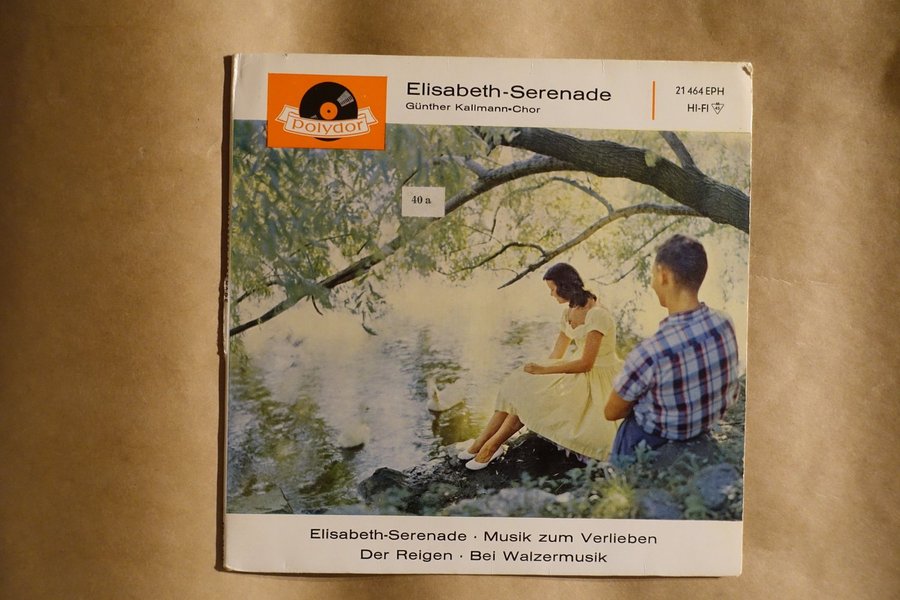 polydor
Elisabeth-Serenade
Günther Kallmann-Chor
21 464 EPH
HI-FI
40 a
Elisabeth-Serenade · Musik zum Verlieben
Der Reigen · Bei Walzermusik